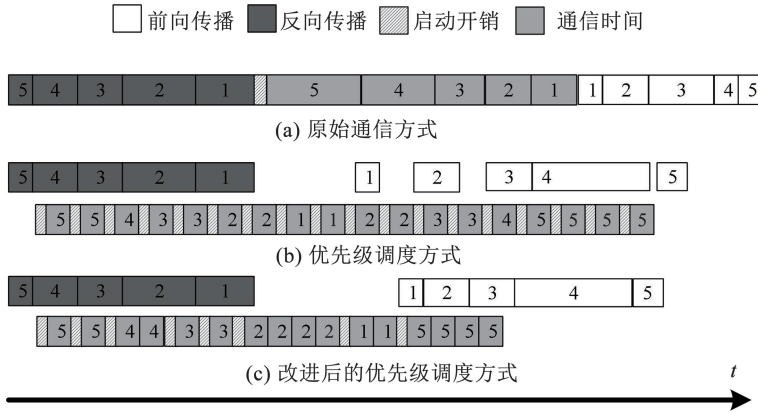 前向传播 反向传播 启动开销 通信时间
5 4 3 2 1 5 4 3 2 1 1 2 3 4 5
(a) 原始通信方式
5 4 3 2 1 1 2 3 4 5
5 5 4 3 3 2 2 1 1 2 2 3 3 4 5 5 5 5
(b) 优先级调度方式
5 4 3 2 1 1 2 3 4 5
5 5 4 4 3 3 2 2 2 2 1 1 5 5 5 5
(c) 改进后的优先级调度方式
t